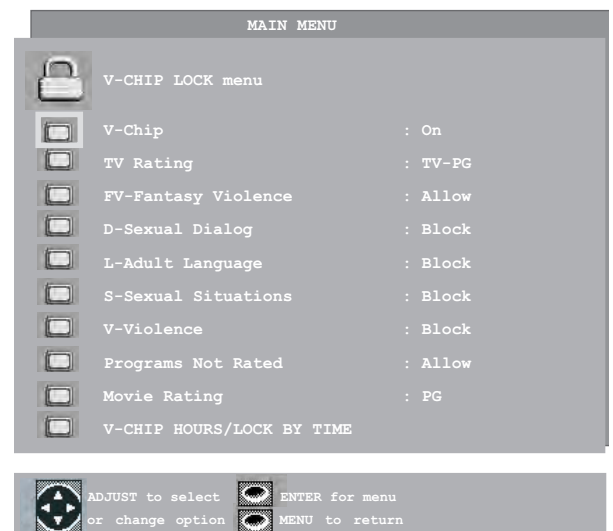 MAIN MENU
V-CHIP LOCK menu
V-Chip : On
TV Rating : TV-PG
FV-Fantasy Violence : Allow
D-Sexual Dialog : Block
L-Adult Language : Block
S-Sexual Situations : Block
V-Violence : Block
Programs Not Rated : Allow
Movie Rating : PG
V-CHIP HOURS/LOCK BY TIME
ADJUST to select ENTER for menu
or change option MENU to return